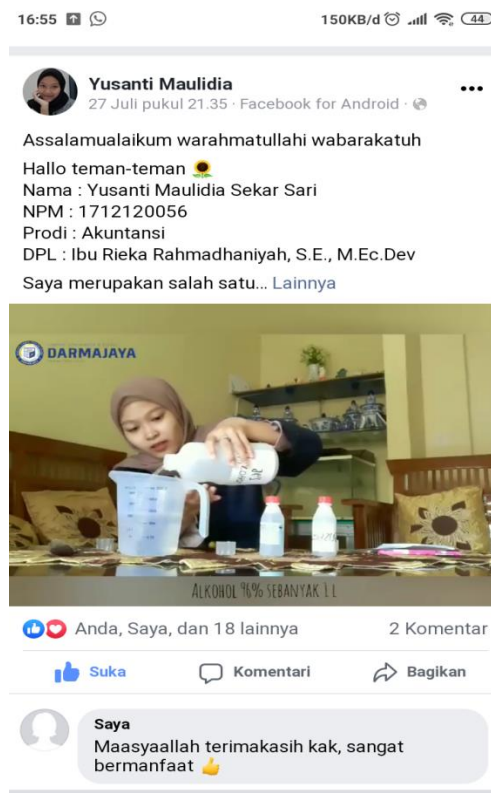 16:55
150KB/d
44
Yusanti Maulidia
27 Juli pukul 21.35 · Facebook for Android ·
Assalamualaikum warahmatullahi wabarakatuh
Hallo teman-teman 🌻
Nama : Yusanti Maulidia Sekar Sari
NPM : 1712120056
Prodi : Akuntansi
DPL : Ibu Rieka Rahmadhaniyah, S.E., M.Ec.Dev
Saya merupakan salah satu... Lainnya
DARMAJAYA
ALKOHOL 96% SEBANYAK 1 L
Anda, Saya, dan 18 lainnya
2 Komentar
Suka
Komentari
Bagikan
Saya
Maasyaallah terimakasih kak, sangat
bermanfaat 👍